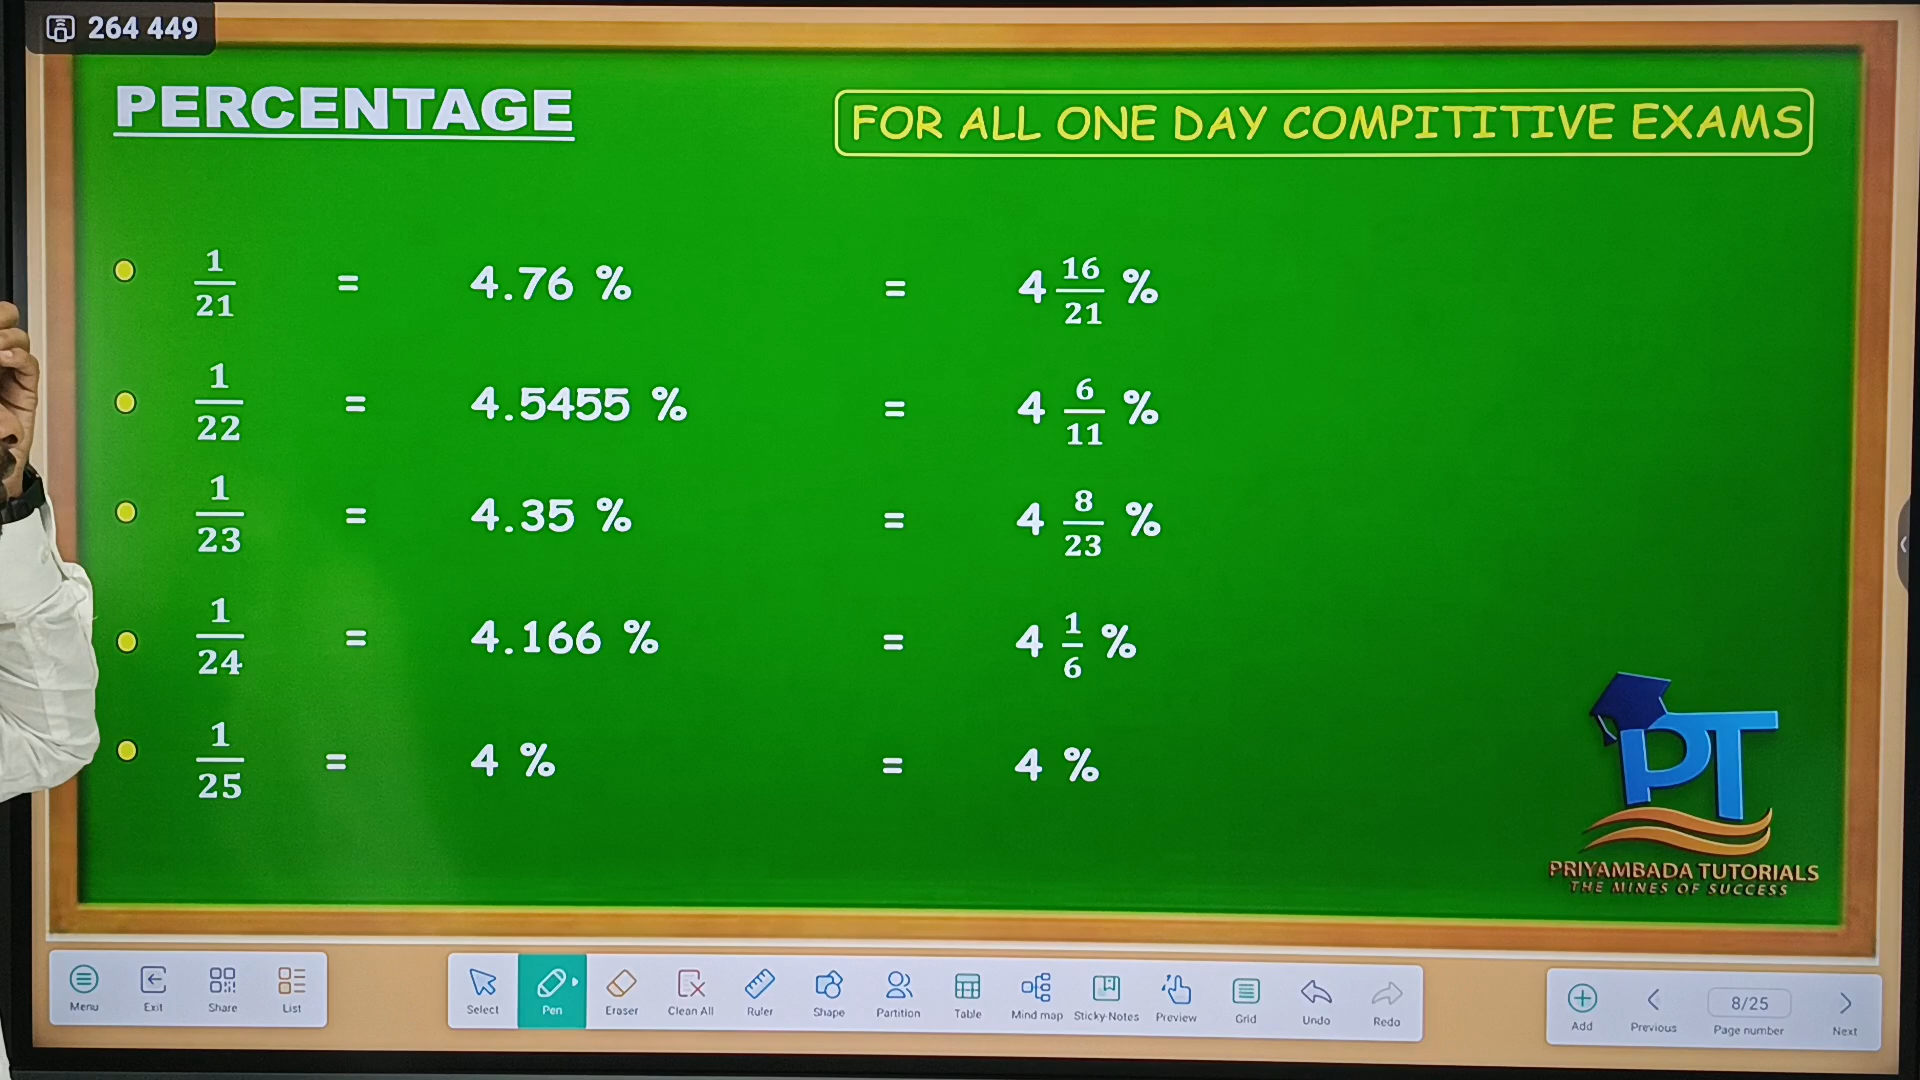 264 449
PERCENTAGE
FOR ALL ONE DAY COMPITITIVE EXAMS
1/21 = 4.76 % = 4 16/21 %
1/22 = 4.5455 % = 4 6/11 %
1/23 = 4.35 % = 4 8/23 %
1/24 = 4.166 % = 4 1/6 %
1/25 = 4 % = 4 %
PT
PRIYAMBADA TUTORIALS
THE MINES OF SUCCESS
Menu Exit Share List Select Pen Eraser Clean All Ruler Shape Partition Table Mind map Sticky Notes Preview Grid Undo Redo Add Previous 8/25 Page number Next